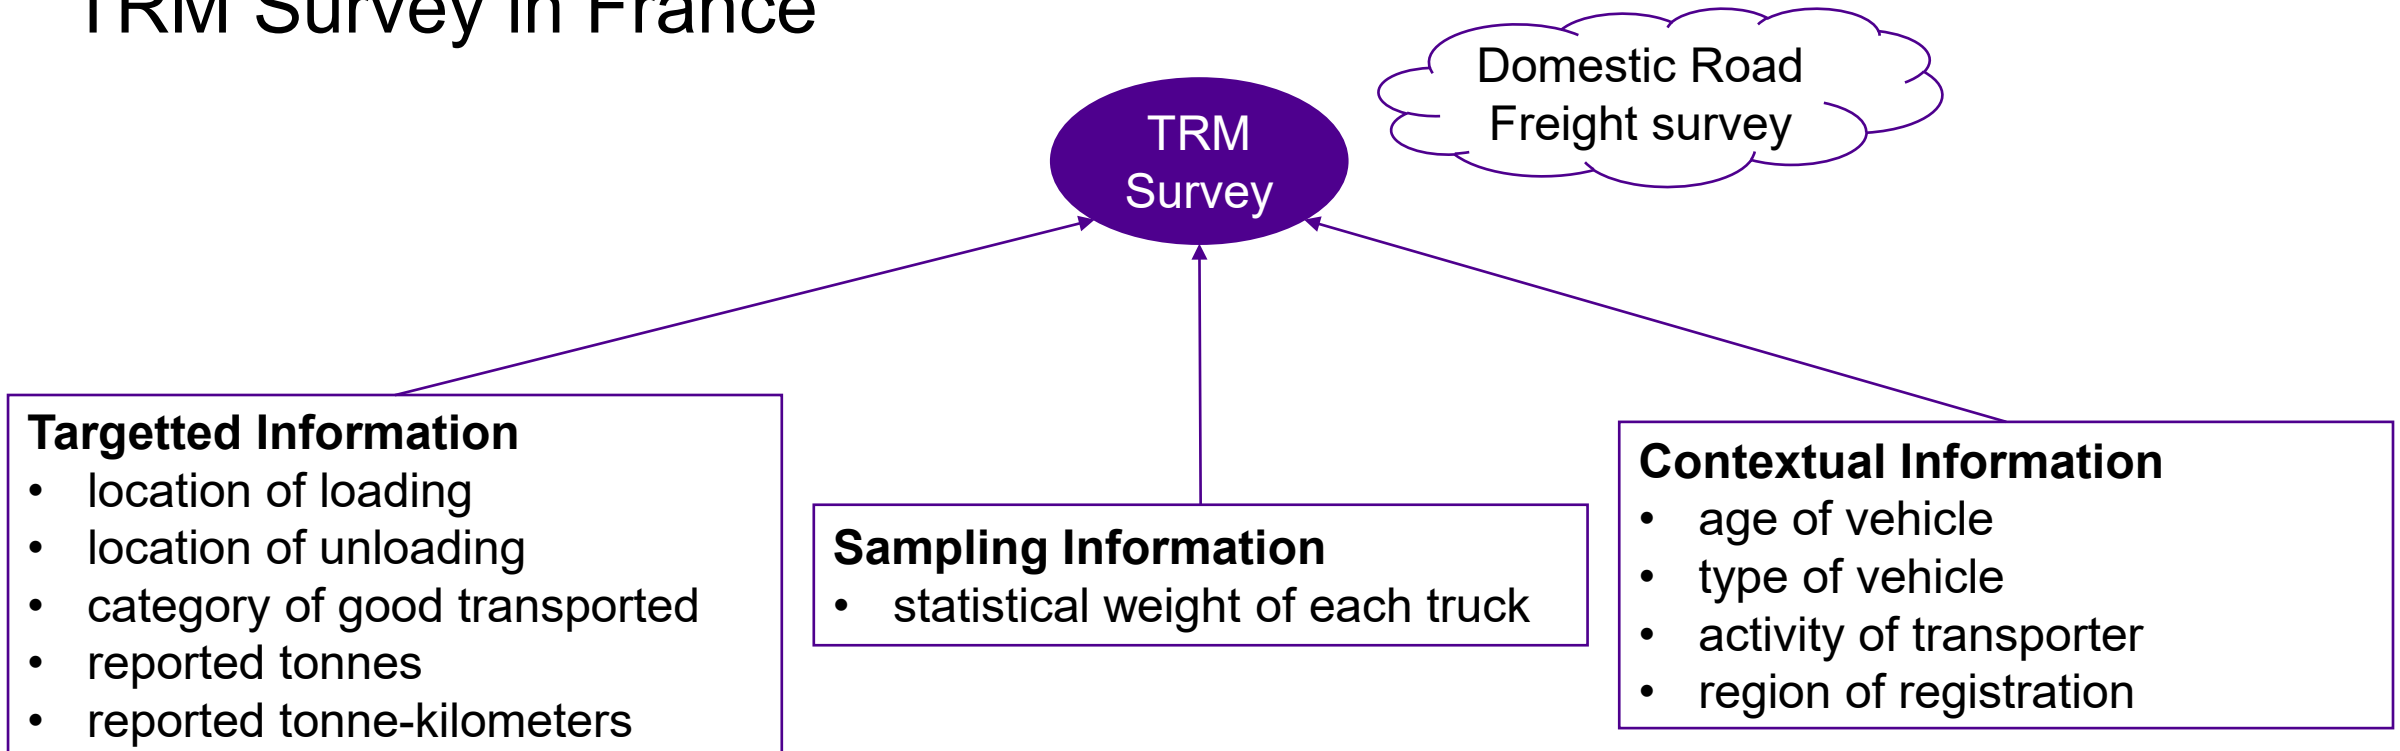 TRM Survey in France
Domestic Road
Freight survey
TRM
Survey
Targetted Information
• location of loading
• location of unloading
• category of good transported
• reported tonnes
• reported tonne-kilometers
Sampling Information
• statistical weight of each truck
Contextual Information
• age of vehicle
• type of vehicle
• activity of transporter
• region of registration